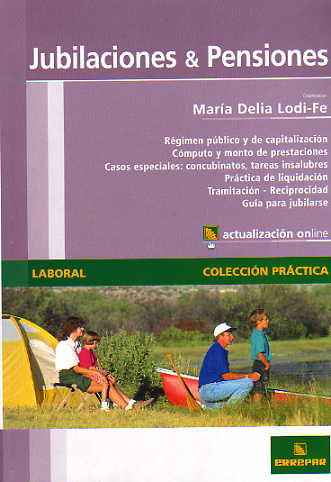 Jubilaciones & Pensiones
María Delia Lodi-Fe
Régimen público y de capitalización
Cómputo y monto de prestaciones
Casos especiales: concubinatos, tareas insalubres
Práctica de liquidación
Tramitación - Reciprocidad
Guía para jubilarse
actualización online
LABORAL
COLECCIÓN PRÁCTICA
ERREPAR